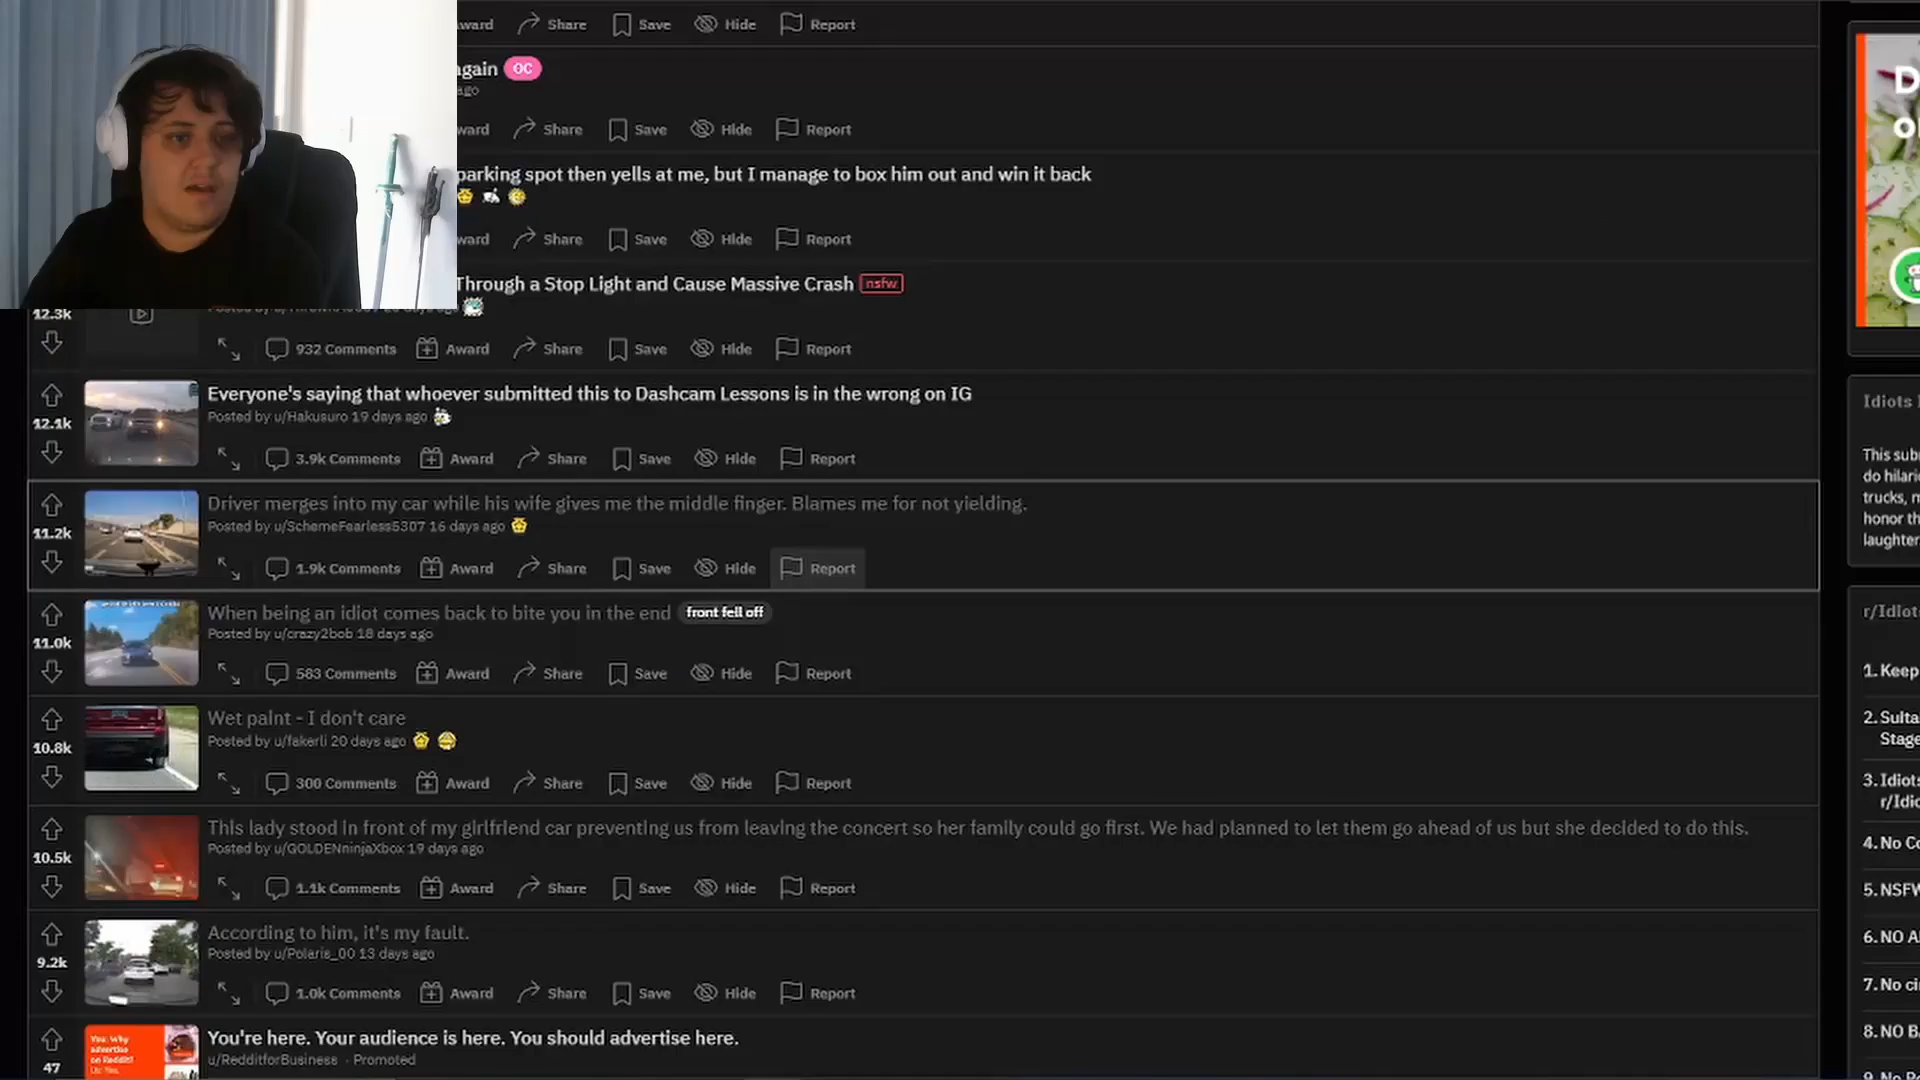 ward Share Save Hide Report
again OC
ago
ward Share Save Hide Report
parking spot then yells at me, but I manage to box him out and win it back
ward Share Save Hide Report
Through a Stop Light and Cause Massive Crash nsfw
12.3k
932 Comments Award Share Save Hide Report
Everyone's saying that whoever submitted this to Dashcam Lessons is in the wrong on IG
Posted by u/Hakusuro 19 days ago
12.1k
3.9k Comments Award Share Save Hide Report
Driver merges into my car while his wife gives me the middle finger. Blames me for not yielding.
Posted by u/SchemeFearless5307 16 days ago
11.2k
1.9k Comments Award Share Save Hide Report
When being an idiot comes back to bite you in the end front fell off
Posted by u/crazy2bob 18 days ago
11.0k
583 Comments Award Share Save Hide Report
Wet paint - I don't care
Posted by u/fakerli 20 days ago
10.8k
300 Comments Award Share Save Hide Report
This lady stood in front of my girlfriend car preventing us from leaving the concert so her family could go first. We had planned to let them go ahead of us but she decided to do this.
Posted by u/GOLDENninjaXbox 19 days ago
10.5k
1.1k Comments Award Share Save Hide Report
According to him, it's my fault.
Posted by u/Polaris_00 13 days ago
9.2k
1.0k Comments Award Share Save Hide Report
You're here. Your audience is here. You should advertise here.
u/RedditforBusiness · Promoted
47
You: Why
advertise
on Reddit?
Us: You.
D
o
Idiots
This sub
do hilari
trucks, m
honor th
laughter
r/Idiot
1. Keep
2. Suita
Stage
3. Idiot
r/Idio
4. No Co
5. NSFW
6. NO A
7. No ci
8. NO B